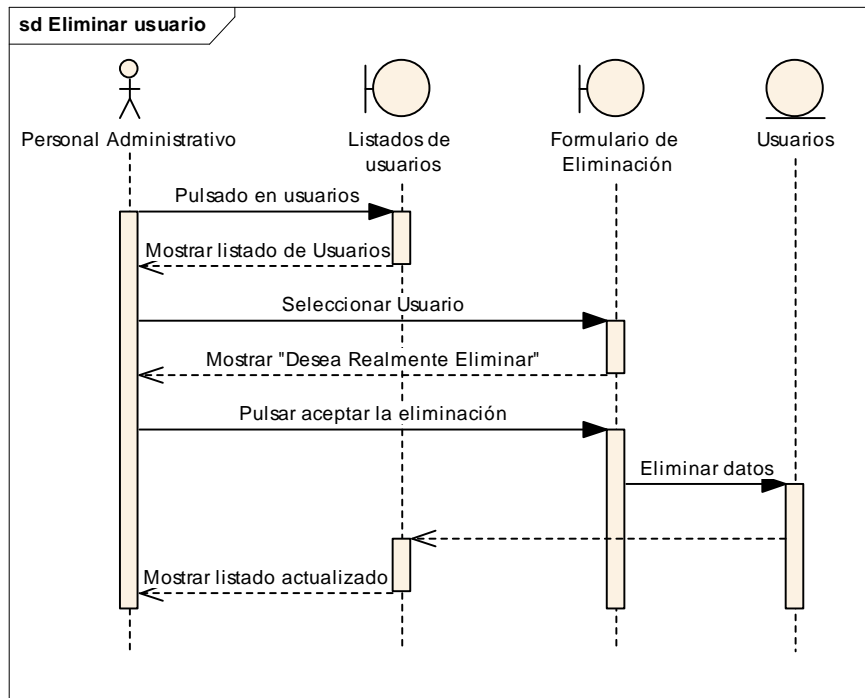 sd Eliminar usuario
Personal Administrativo
Listados de
usuarios
Formulario de
Eliminación
Usuarios
Pulsado en usuarios
Mostrar listado de Usuarios
Seleccionar Usuario
Mostrar "Desea Realmente Eliminar"
Pulsar aceptar la eliminación
Eliminar datos
Mostrar listado actualizado